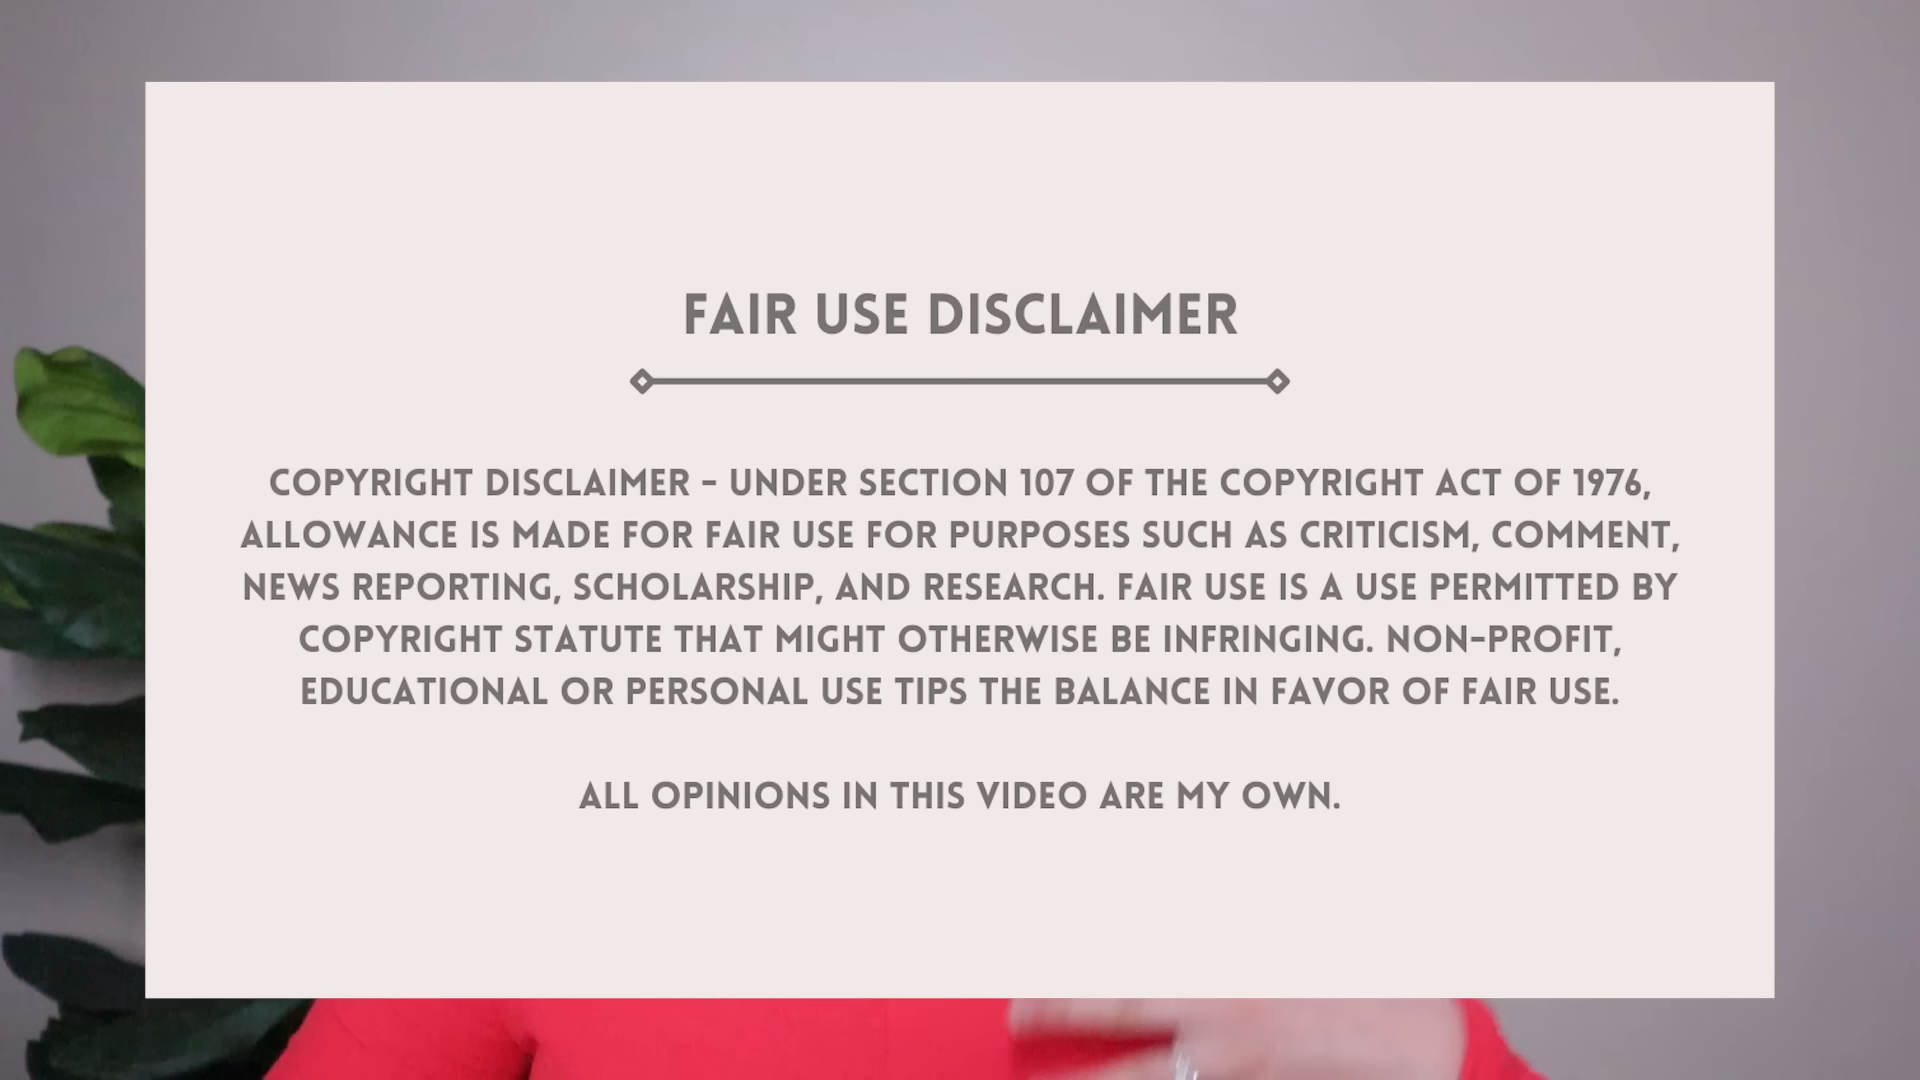 FAIR USE DISCLAIMER
COPYRIGHT DISCLAIMER - UNDER SECTION 107 OF THE COPYRIGHT ACT OF 1976,
ALLOWANCE IS MADE FOR FAIR USE FOR PURPOSES SUCH AS CRITICISM, COMMENT,
NEWS REPORTING, SCHOLARSHIP, AND RESEARCH. FAIR USE IS A USE PERMITTED BY
COPYRIGHT STATUTE THAT MIGHT OTHERWISE BE INFRINGING. NON-PROFIT,
EDUCATIONAL OR PERSONAL USE TIPS THE BALANCE IN FAVOR OF FAIR USE.
ALL OPINIONS IN THIS VIDEO ARE MY OWN.